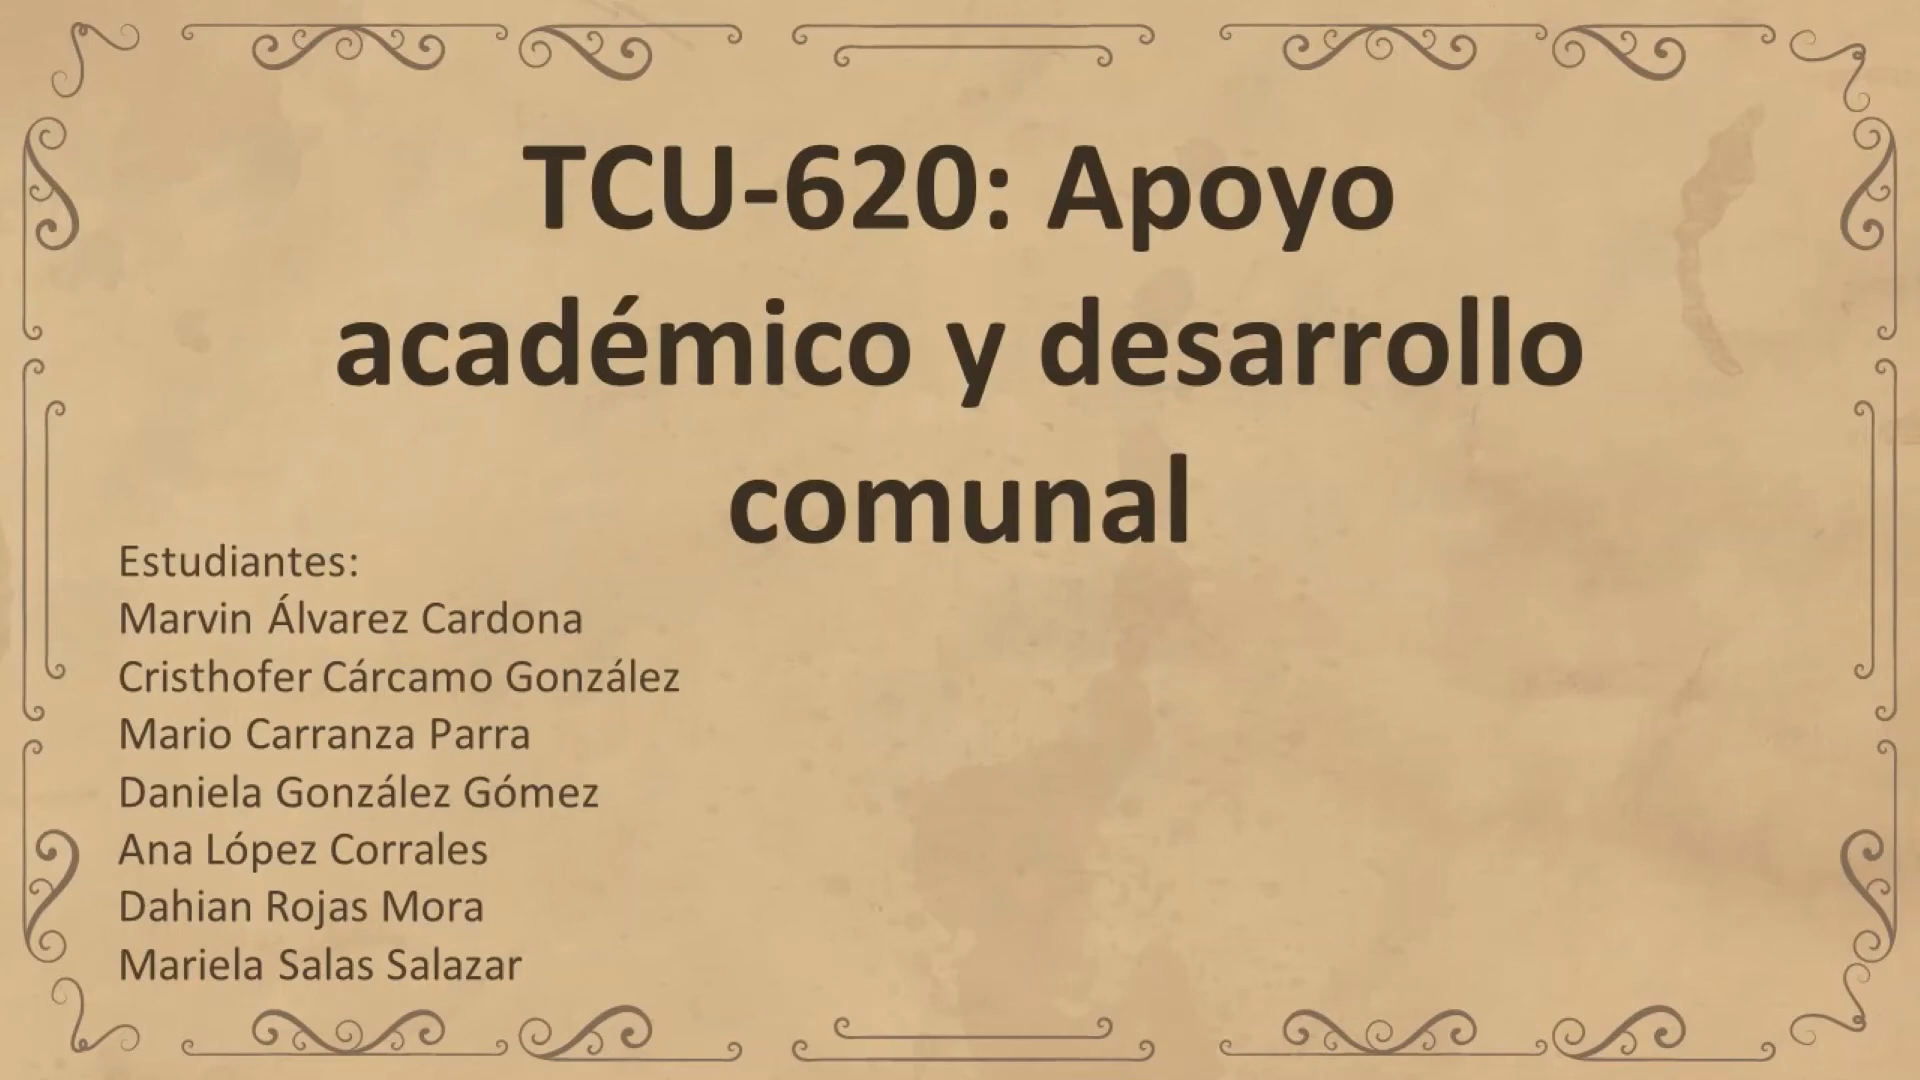 TCU-620: Apoyo
académico y desarrollo
comunal
Estudiantes:
Marvin Álvarez Cardona
Cristhofer Cárcamo González
Mario Carranza Parra
Daniela González Gómez
Ana López Corrales
Dahian Rojas Mora
Mariela Salas Salazar